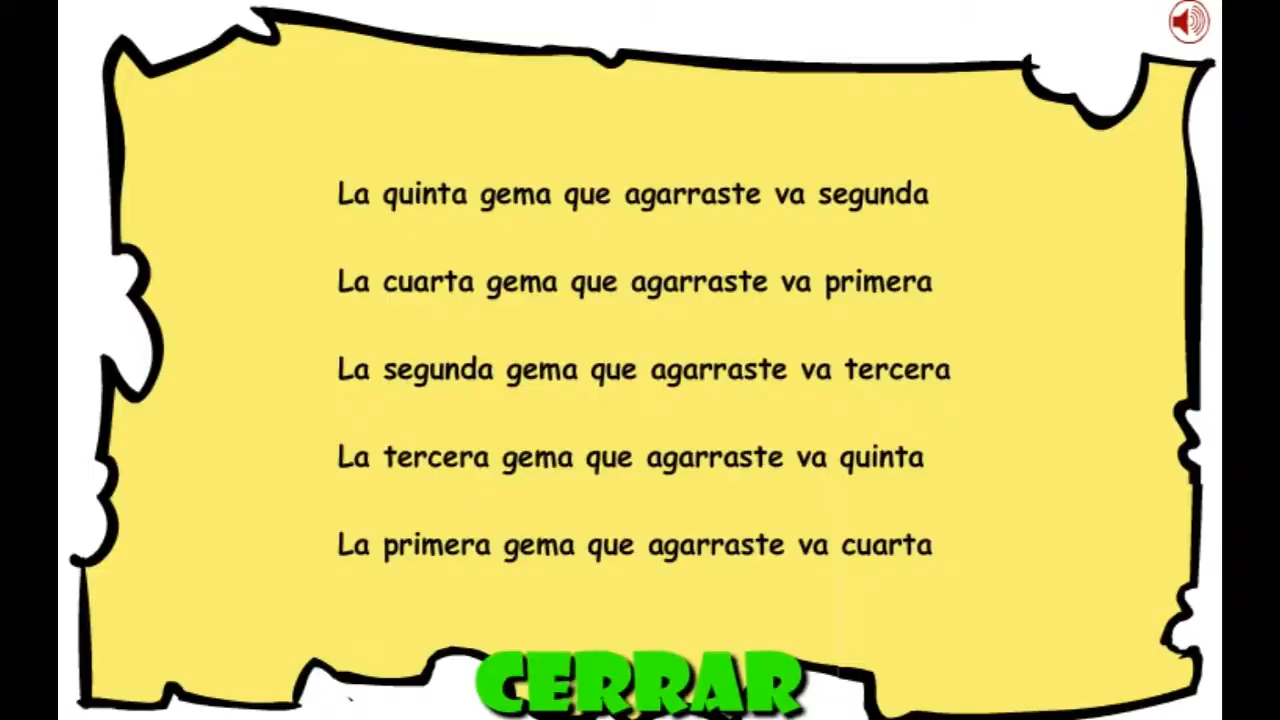 La quinta gema que agarraste va segunda
La cuarta gema que agarraste va primera
La segunda gema que agarraste va tercera
La tercera gema que agarraste va quinta
La primera gema que agarraste va cuarta
CERRAR